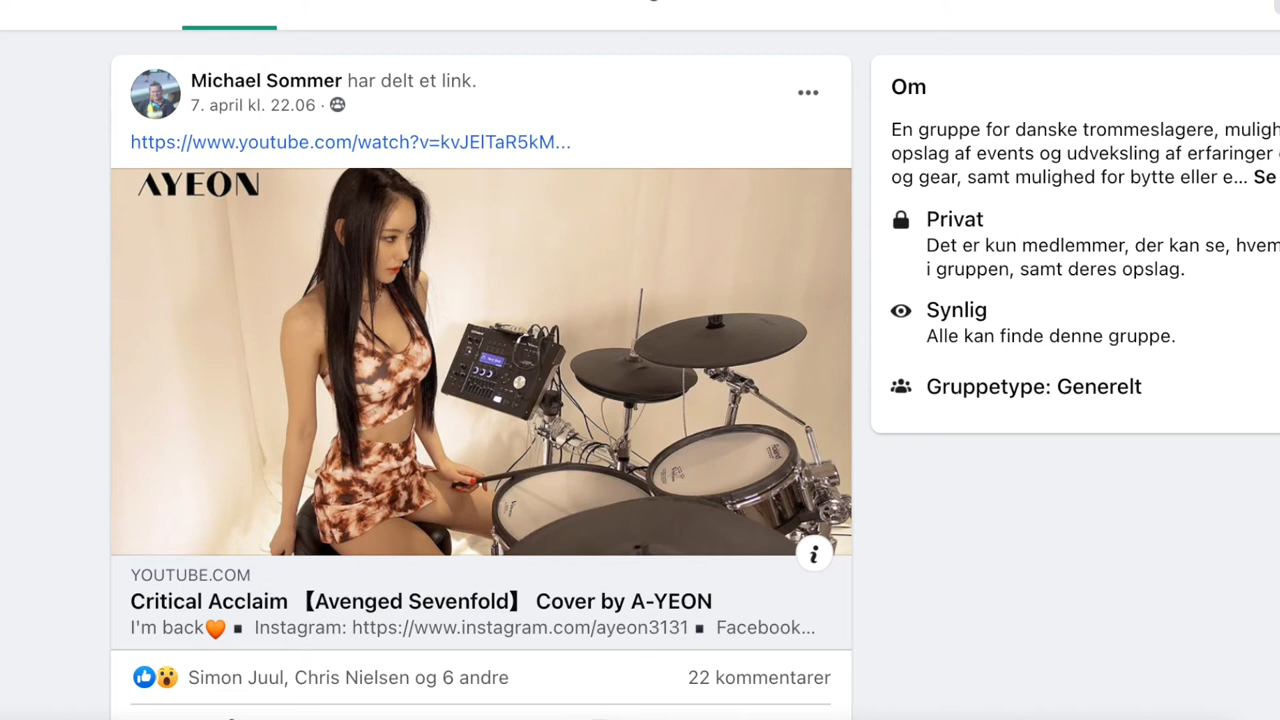 Michael Sommer har delt et link.
7. april kl. 22.06 ·
https://www.youtube.com/watch?v=kvJElTaR5kM...
AYEON
Roland
YOUTUBE.COM
Critical Acclaim 【Avenged Sevenfold】 Cover by A-YEON
I'm back🧡◾ Instagram: https://www.instagram.com/ayeon3131◾ Facebook...
Simon Juul, Chris Nielsen og 6 andre
22 kommentarer
Om
En gruppe for danske trommeslagere, muligh
opslag af events og udveksling af erfaringer
og gear, samt mulighed for bytte eller e... Se
Privat
Det er kun medlemmer, der kan se, hvem
i gruppen, samt deres opslag.
Synlig
Alle kan finde denne gruppe.
Gruppetype: Generelt